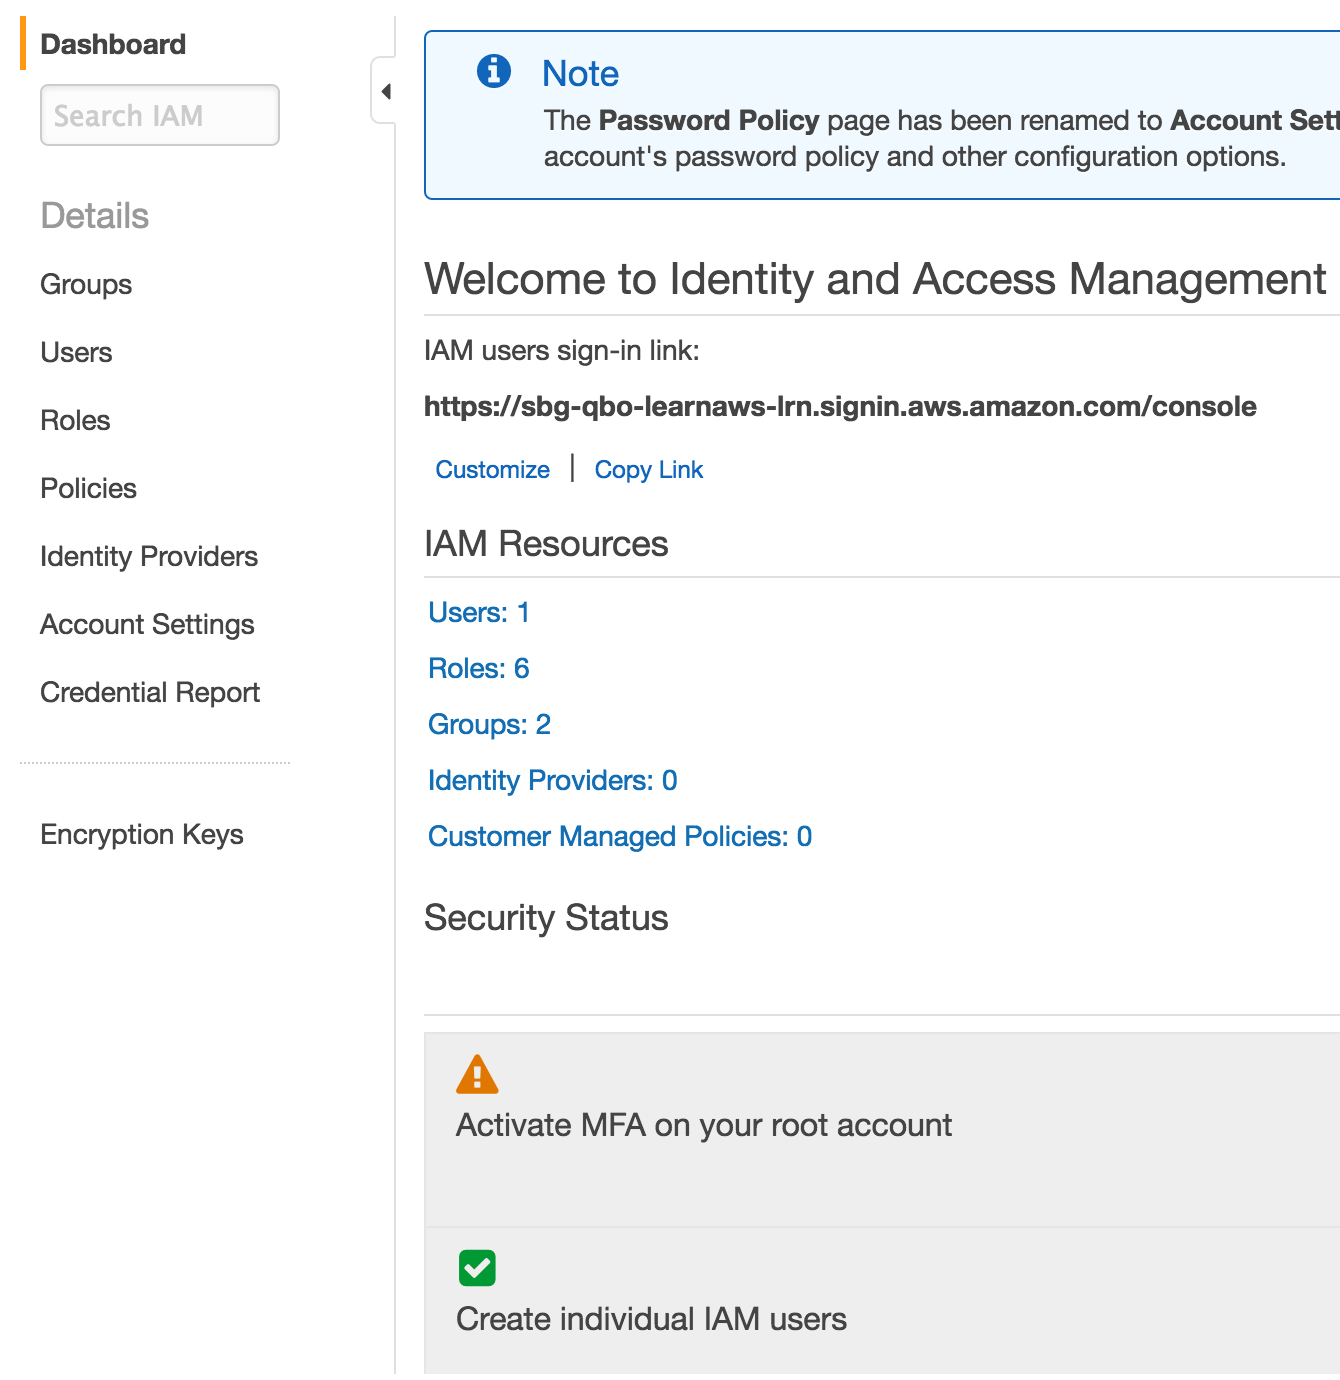 Dashboard
Search IAM
Details
Groups
Users
Roles
Policies
Identity Providers
Account Settings
Credential Report
Encryption Keys
Note
The Password Policy page has been renamed to Account Sett
account's password policy and other configuration options.
Welcome to Identity and Access Management
IAM users sign-in link:
https://sbg-qbo-learnaws-lrn.signin.aws.amazon.com/console
Customize | Copy Link
IAM Resources
Users: 1
Roles: 6
Groups: 2
Identity Providers: 0
Customer Managed Policies: 0
Security Status
Activate MFA on your root account
Create individual IAM users